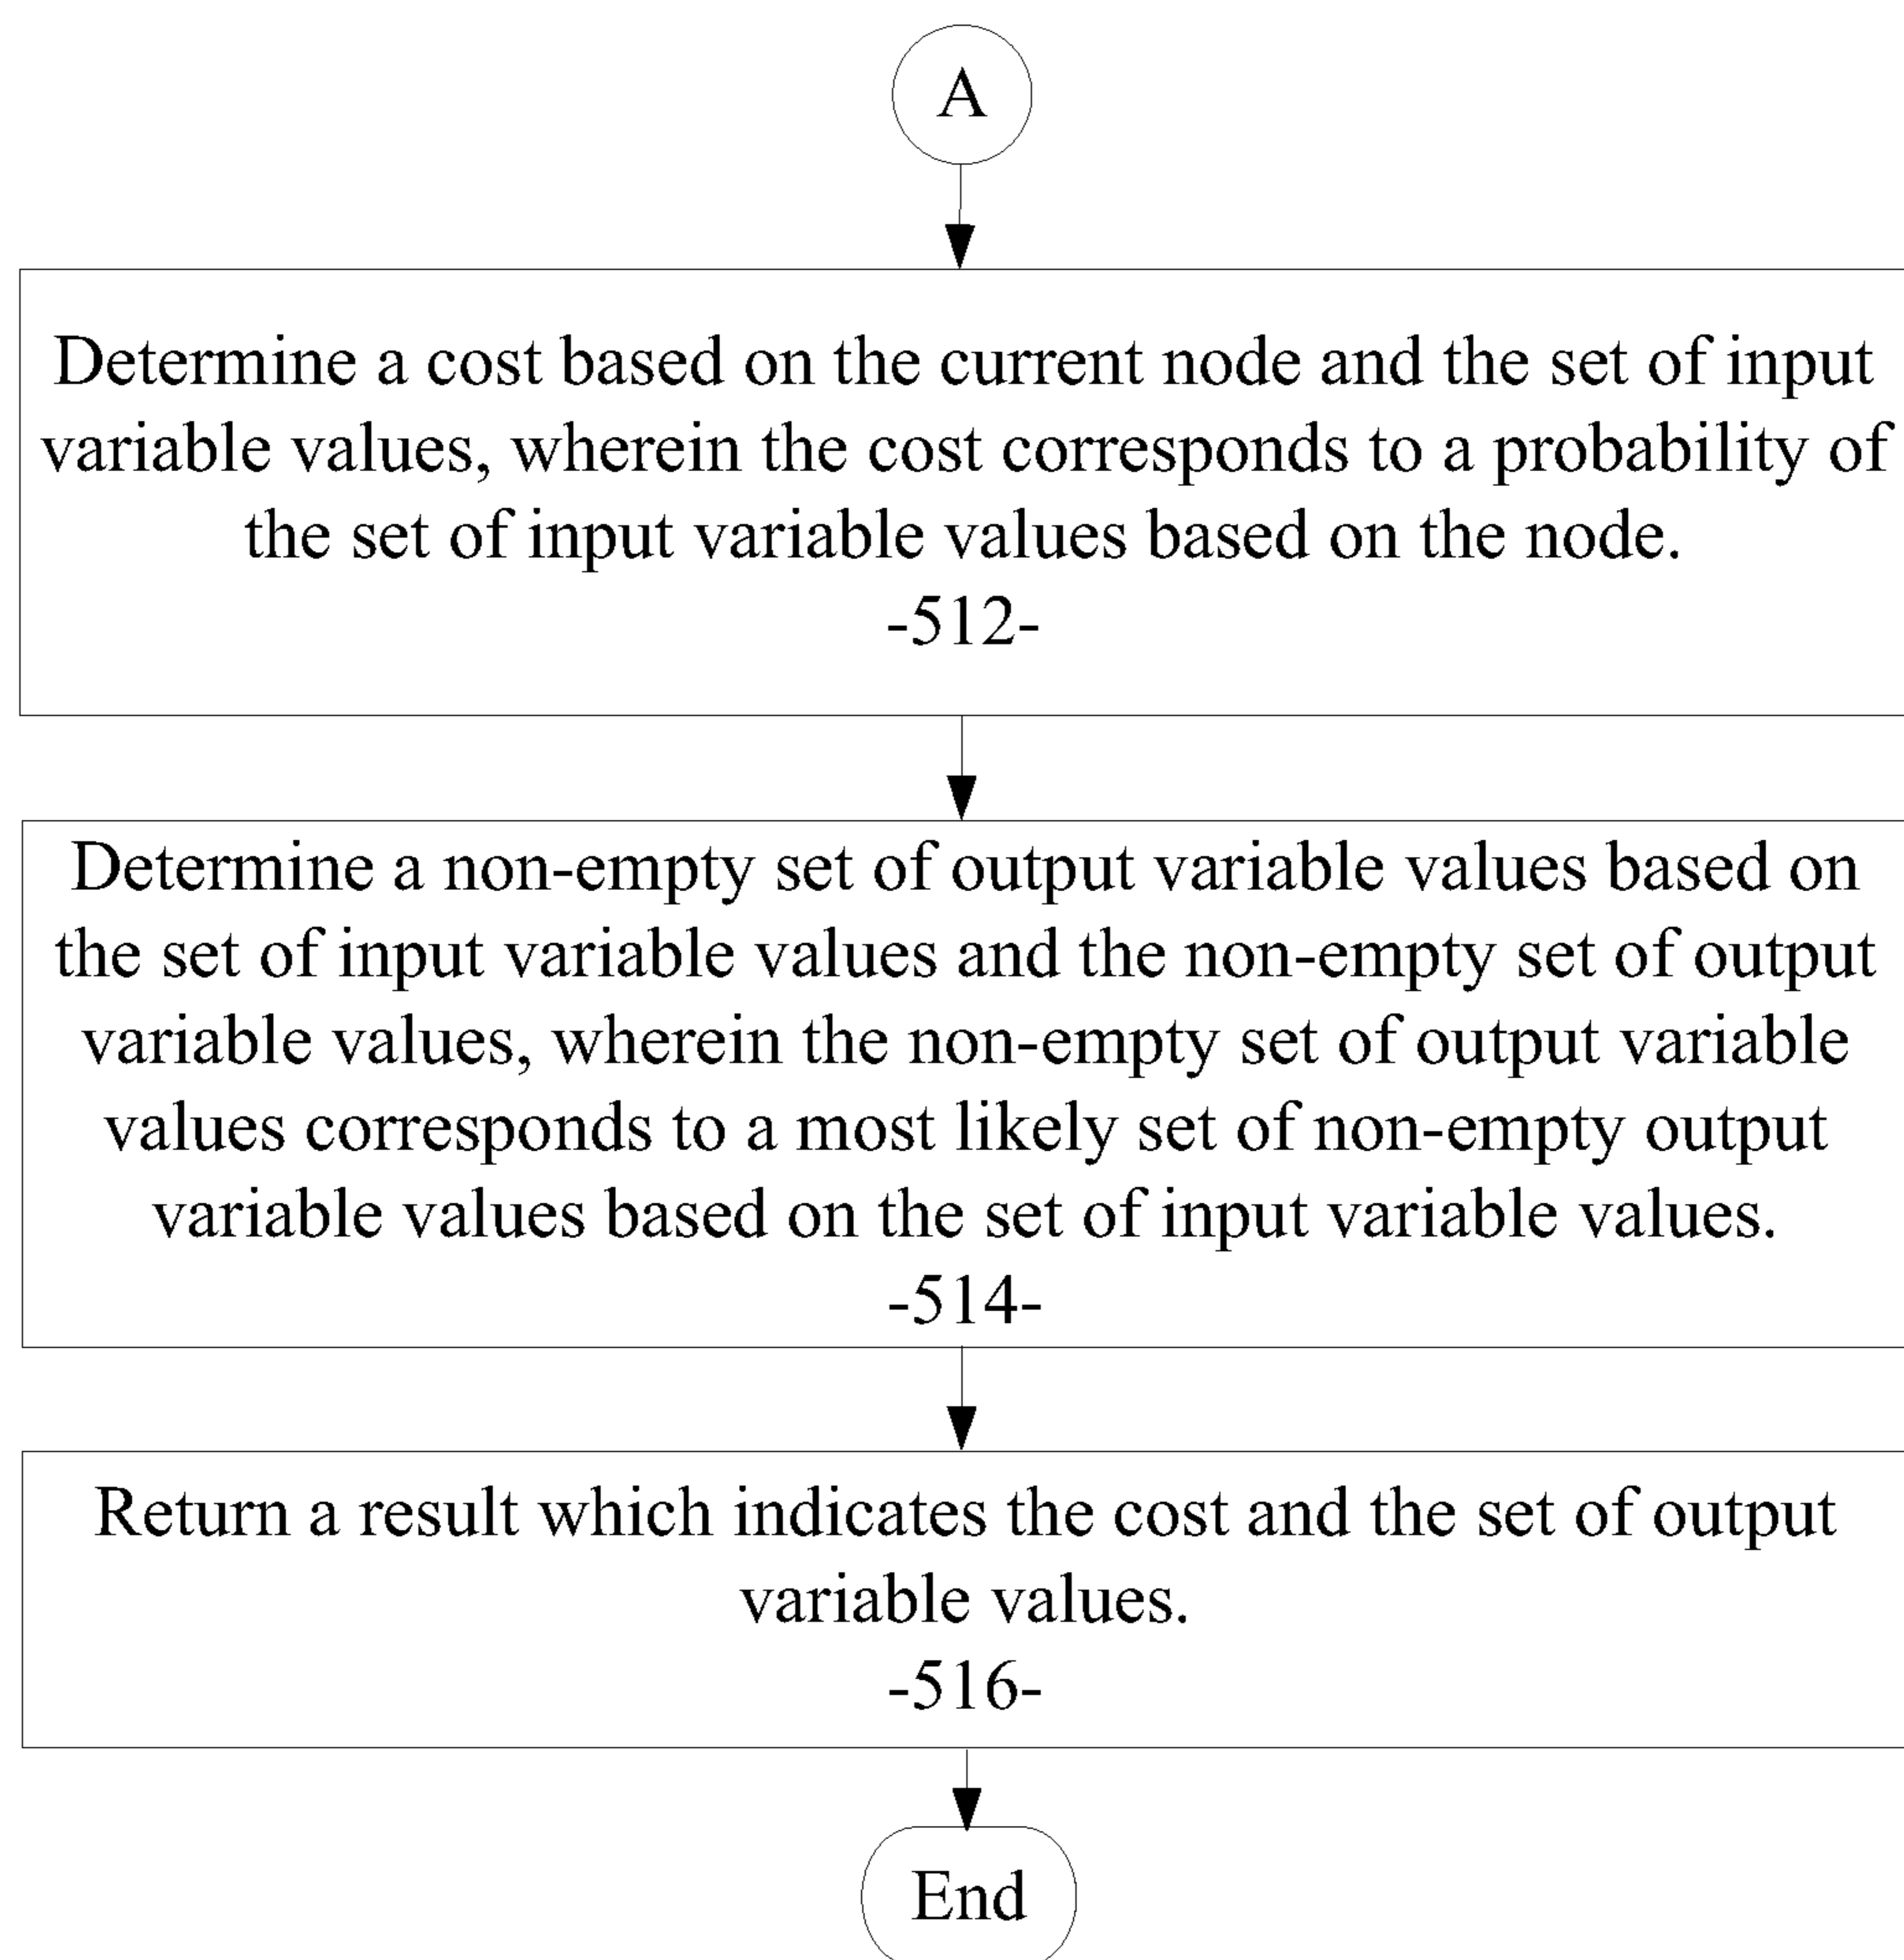 A
Determine a cost based on the current node and the set of input
variable values, wherein the cost corresponds to a probability of
the set of input variable values based on the node.
-512-
Determine a non-empty set of output variable values based on
the set of input variable values and the non-empty set of output
variable values, wherein the non-empty set of output variable
values corresponds to a most likely set of non-empty output
variable values based on the set of input variable values.
-514-
Return a result which indicates the cost and the set of output
variable values.
-516-
End